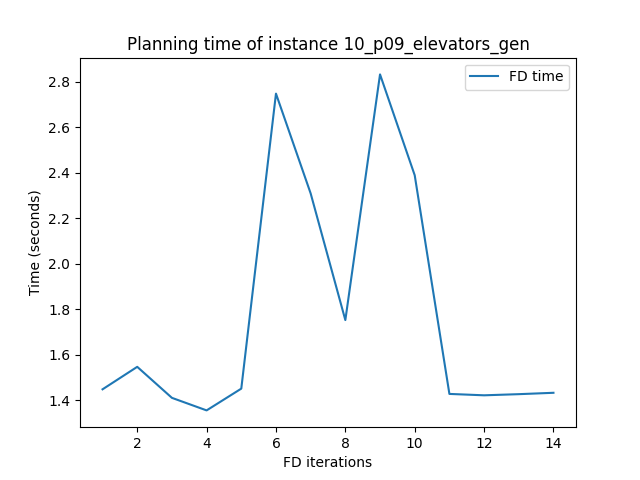 Planning time of instance 10_p09_elevators_gen
FD time
Time (seconds)
2.8
2.6
2.4
2.2
2.0
1.8
1.6
1.4
2 4 6 8 10 12 14
FD iterations